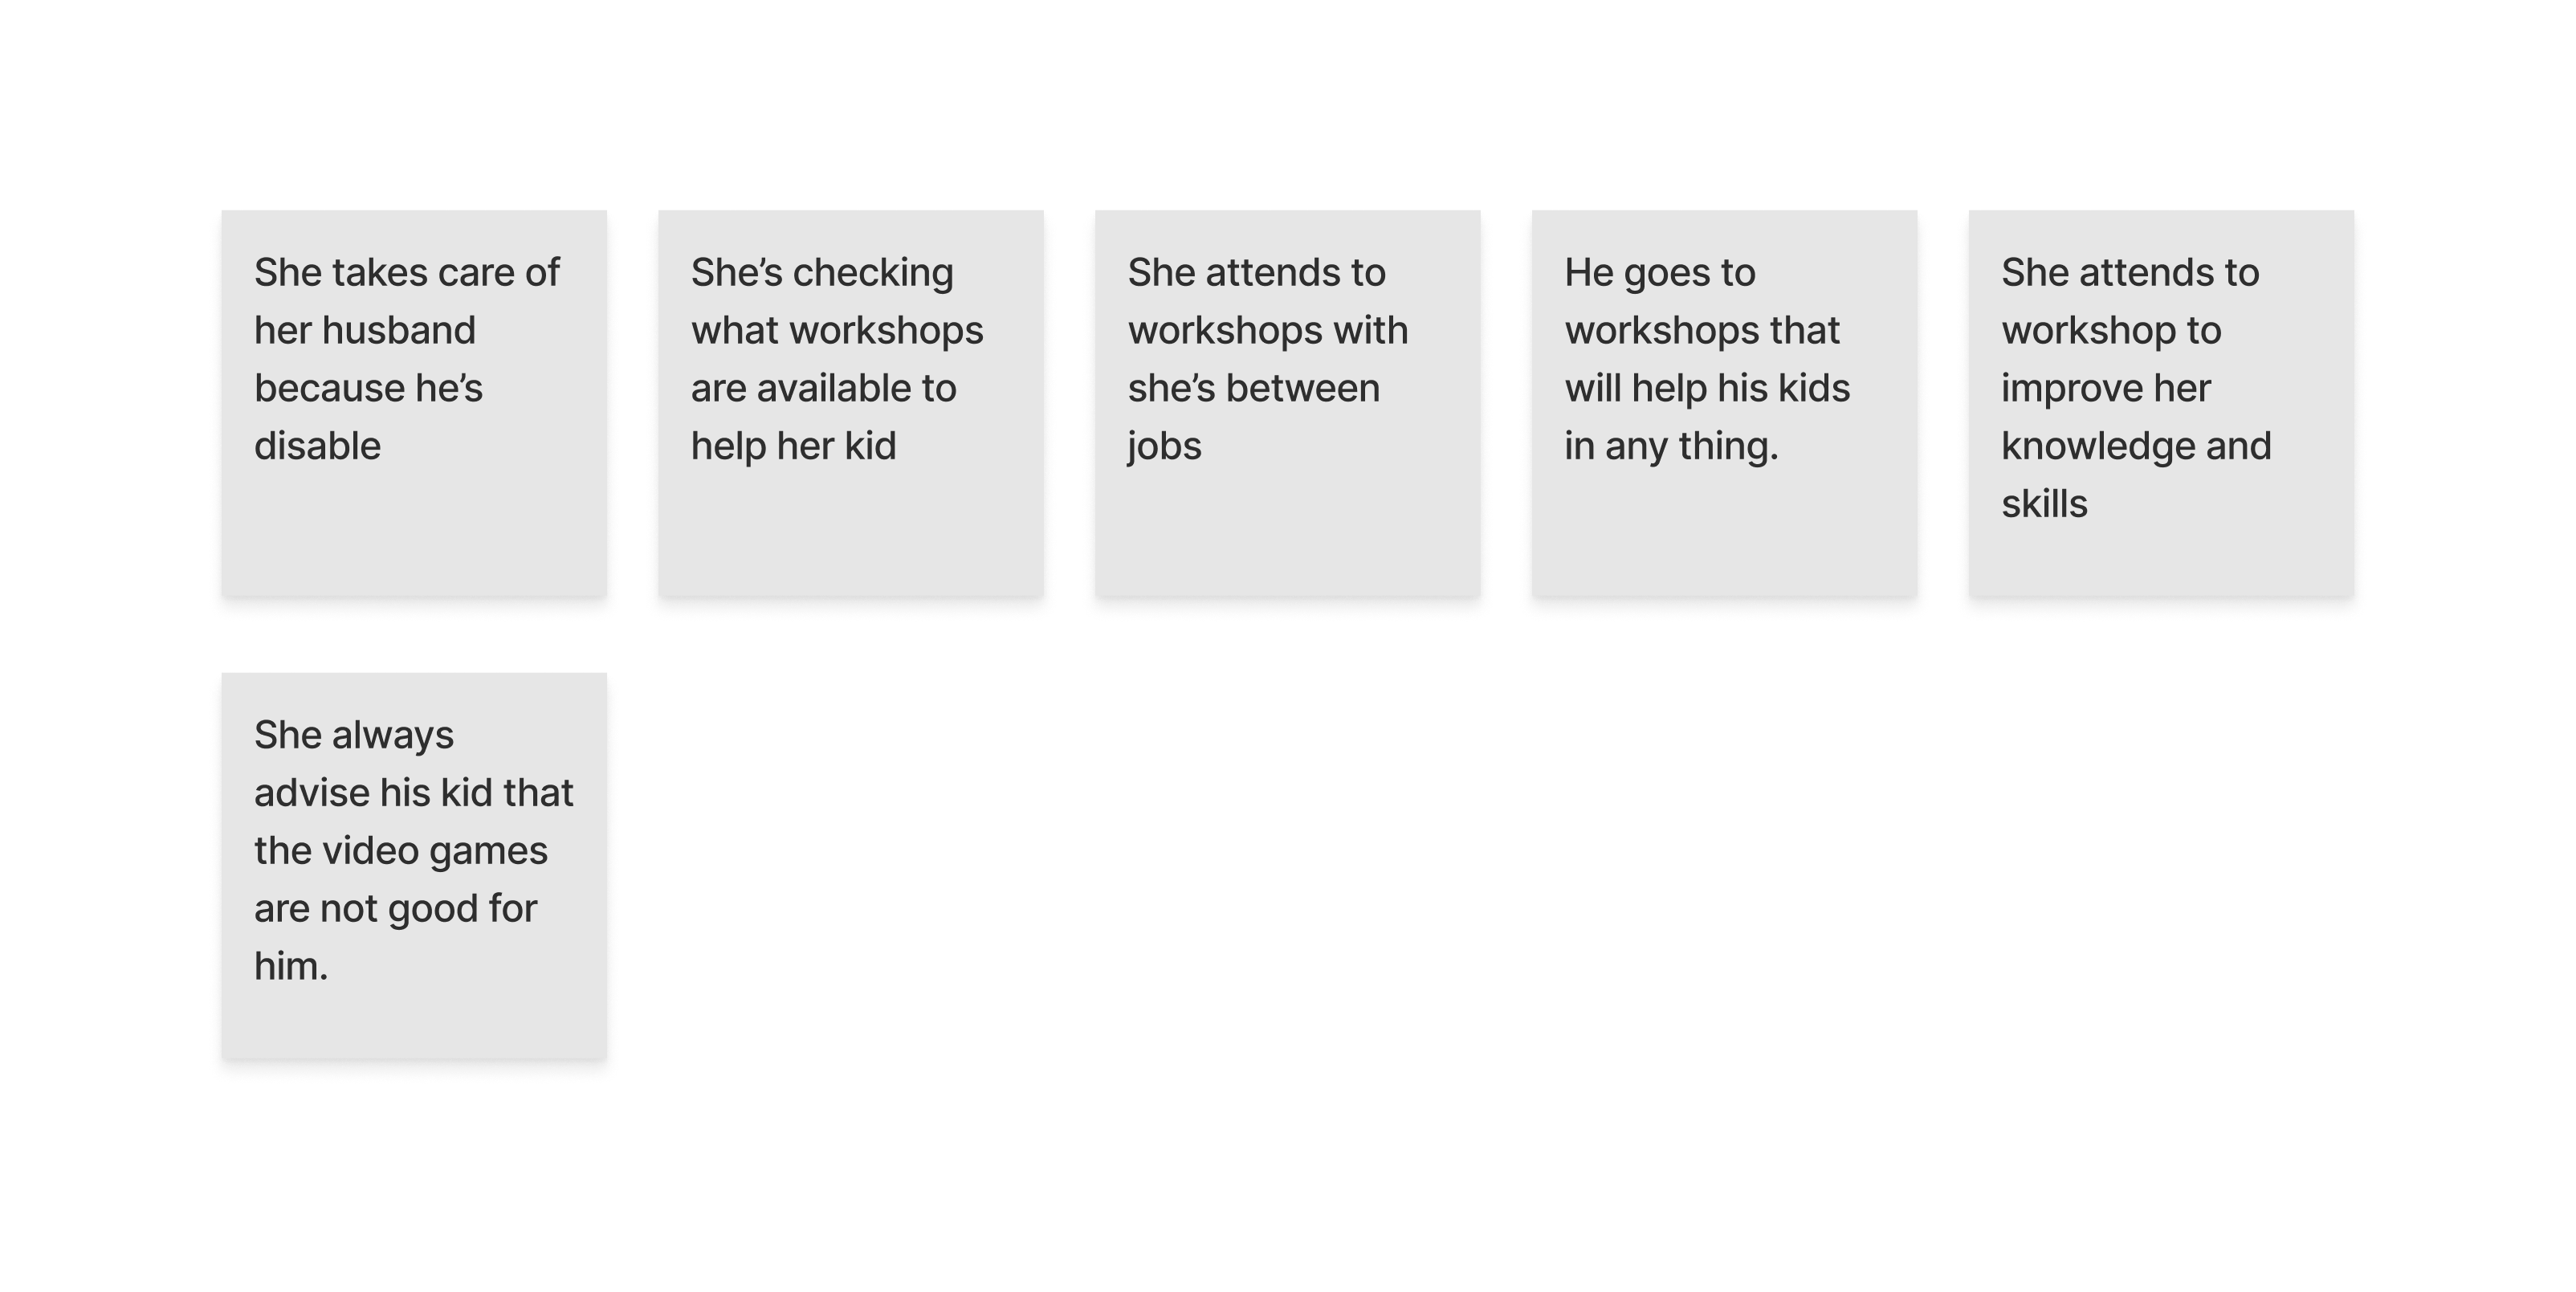 She takes care of
her husband
because he’s
disable
She’s checking
what workshops
are available to
help her kid
She attends to
workshops with
she’s between
jobs
He goes to
workshops that
will help his kids
in any thing.
She attends to
workshop to
improve her
knowledge and
skills
She always
advise his kid that
the video games
are not good for
him.